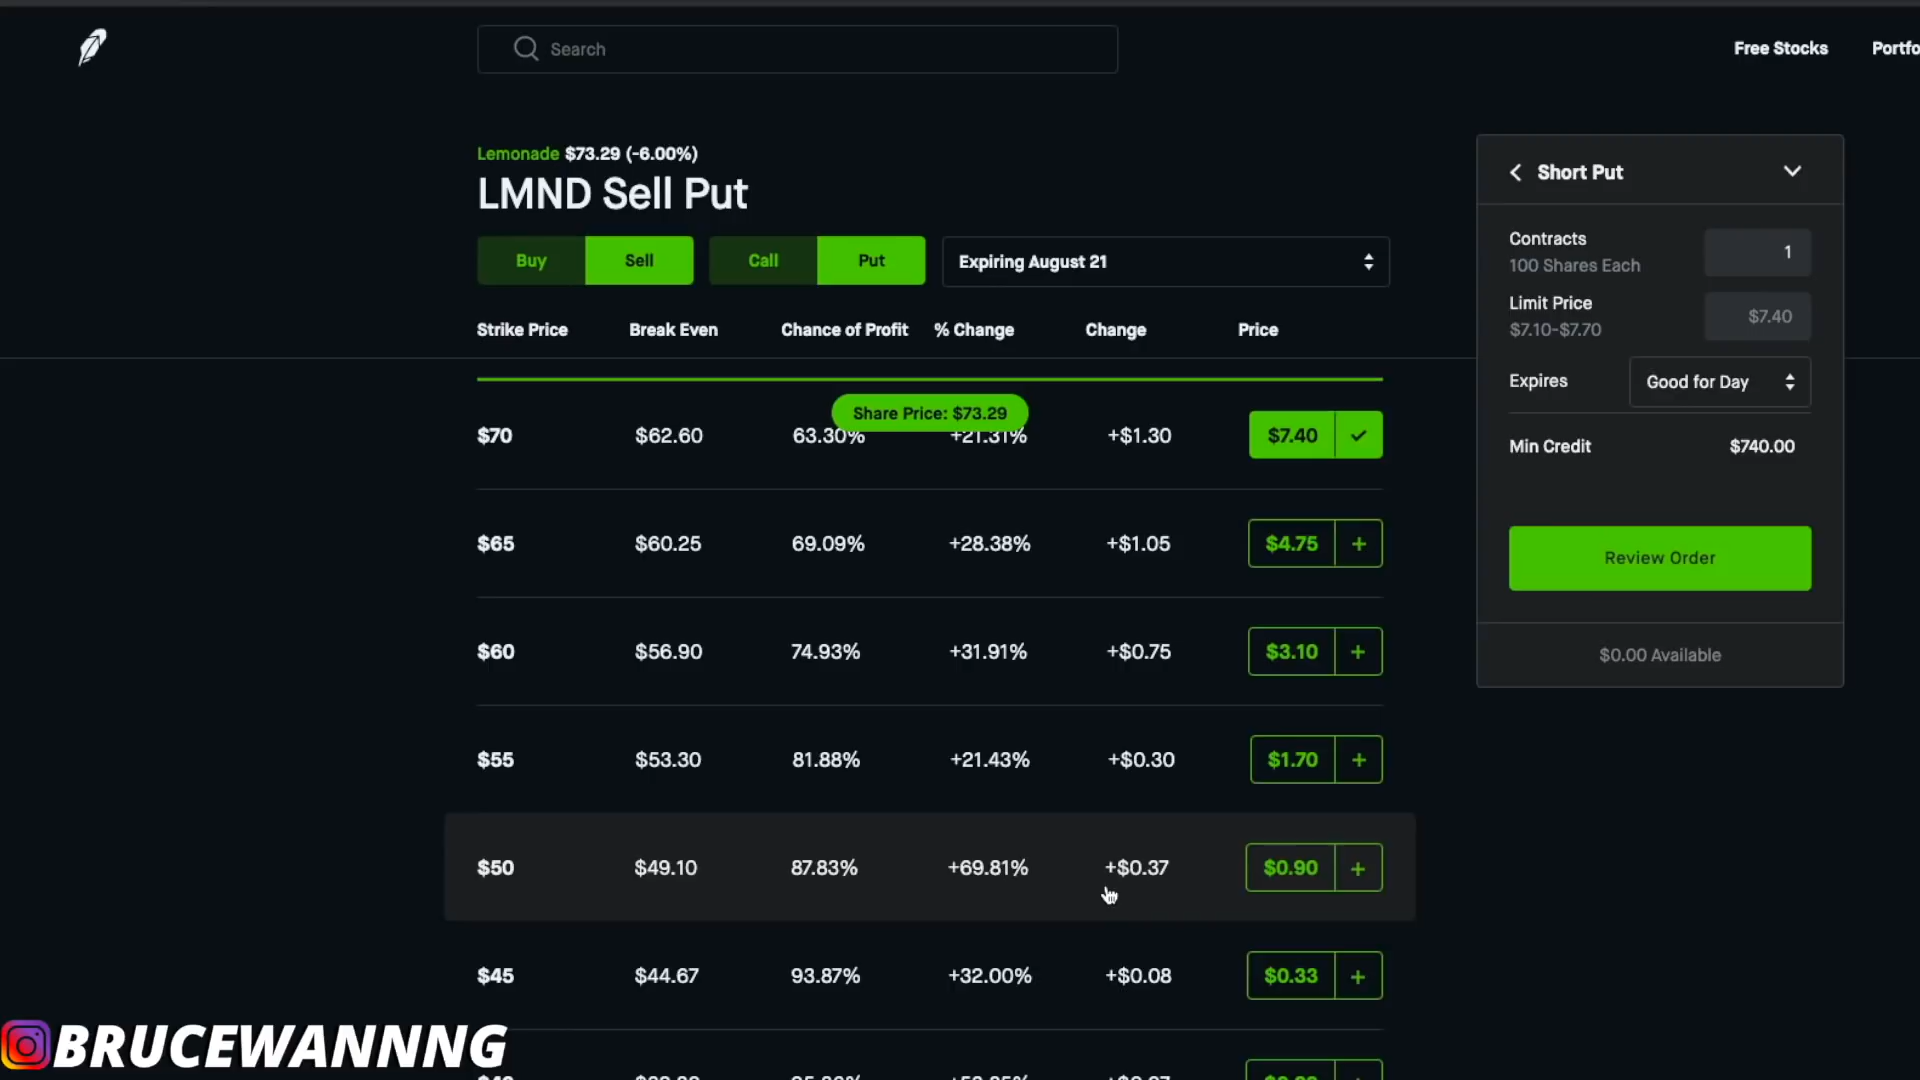 Search
Free Stocks
Portfo
Lemonade $73.29 (-6.00%)
LMND Sell Put
Buy Sell Call Put Expiring August 21
Strike Price Break Even Chance of Profit % Change Change Price
Share Price: $73.29
$70 $62.60 63.30% +21.31% +$1.30 $7.40
$65 $60.25 69.09% +28.38% +$1.05 $4.75 +
$60 $56.90 74.93% +31.91% +$0.75 $3.10 +
$55 $53.30 81.88% +21.43% +$0.30 $1.70 +
$50 $49.10 87.83% +69.81% +$0.37 $0.90 +
$45 $44.67 93.87% +32.00% +$0.08 $0.33 +
Short Put
Contracts 1
100 Shares Each
Limit Price $7.40
$7.10-$7.70
Expires Good for Day
Min Credit $740.00
Review Order
$0.00 Available
BRUCEWANNNG